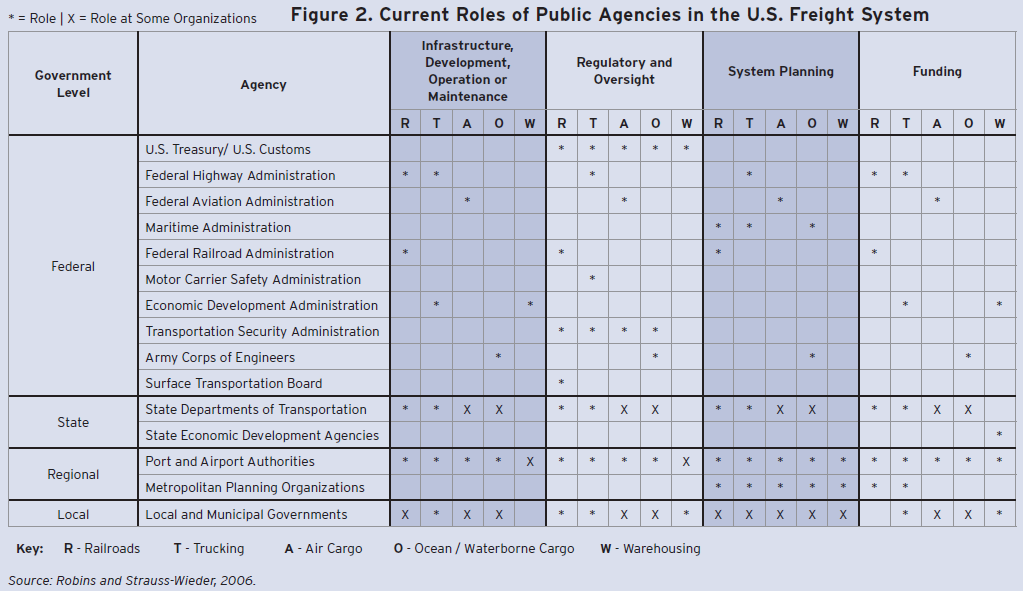 * = Role | X = Role at Some Organizations
Figure 2. Current Roles of Public Agencies in the U.S. Freight System
Government Level
Agency
Infrastructure, Development, Operation or Maintenance
Regulatory and Oversight
System Planning
Funding
R T A O W R T A O W R T A O W R T A O W
Federal
U.S. Treasury/ U.S. Customs * * * * *
Federal Highway Administration * * * * * *
Federal Aviation Administration * * * *
Maritime Administration * * *
Federal Railroad Administration * * * *
Motor Carrier Safety Administration *
Economic Development Administration * * * *
Transportation Security Administration * * * *
Army Corps of Engineers * * * *
Surface Transportation Board *
State
State Departments of Transportation * * X X * * X X * * X X * * X X
State Economic Development Agencies *
Regional
Port and Airport Authorities * * * * X * * * * X * * * * * * * * * *
Metropolitan Planning Organizations * * * * * * *
Local
Local and Municipal Governments X * X X * * X X * X X X X X * X X *
Key: R - Railroads T - Trucking A - Air Cargo O - Ocean / Waterborne Cargo W - Warehousing
Source: Robins and Strauss-Wieder, 2006.